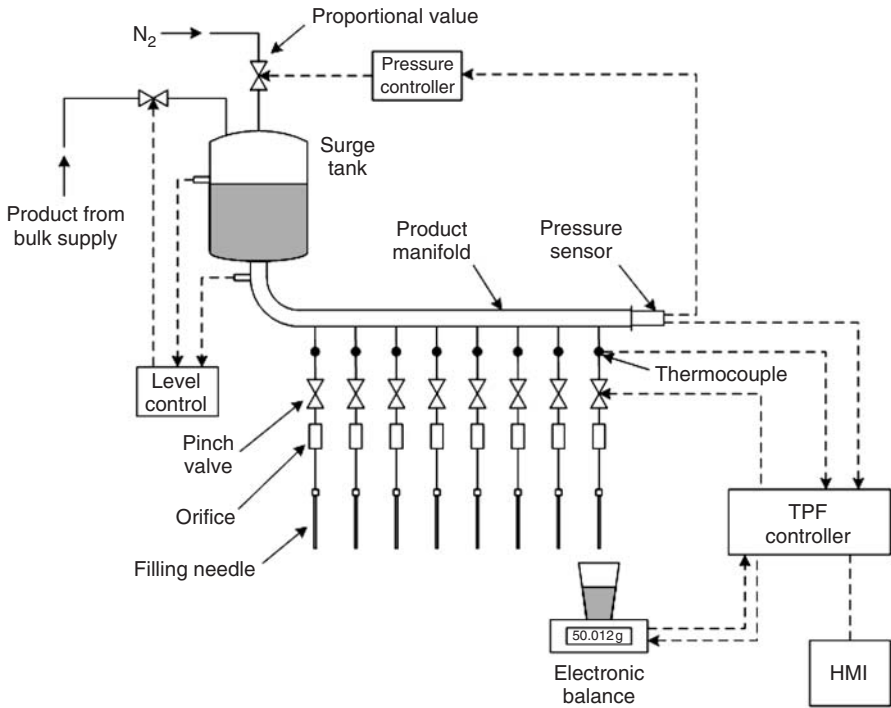 Proportional value
N₂
Pressure
controller
Surge
tank
Product from
bulk supply
Product
manifold
Pressure
sensor
Level
control
Thermocouple
Pinch
valve
Orifice
TPF
controller
Filling needle
50.012 g
Electronic
balance
HMI